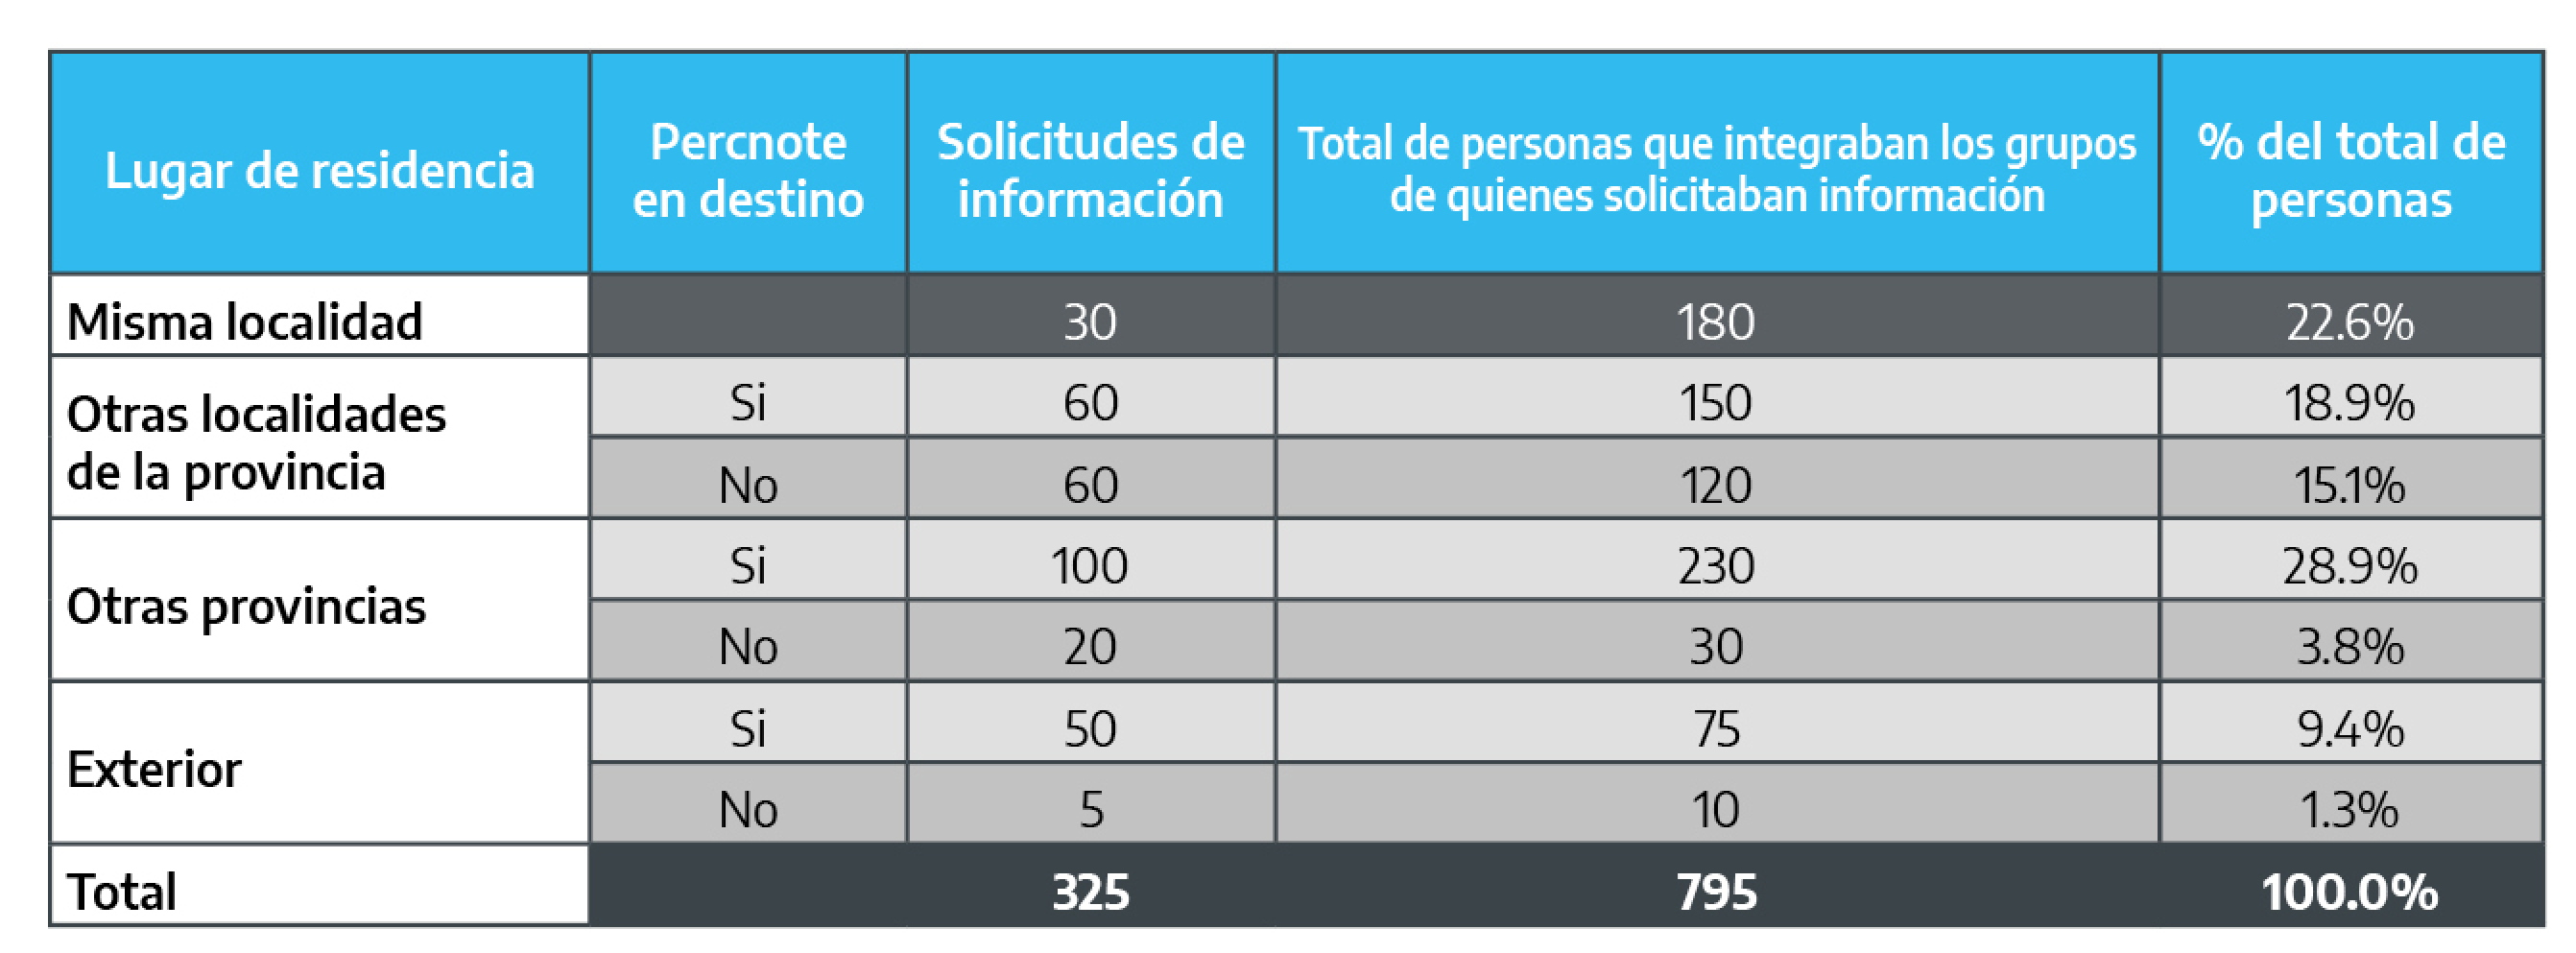 Lugar de residencia
Percnote
en destino
Solicitudes de
información
Total de personas que integraban los grupos
de quienes solicitaban información
% del total de
personas
Misma localidad 30 180 22.6%
Otras localidades
de la provincia
Si 60 150 18.9%
No 60 120 15.1%
Otras provincias
Si 100 230 28.9%
No 20 30 3.8%
Exterior
Si 50 75 9.4%
No 5 10 1.3%
Total 325 795 100.0%